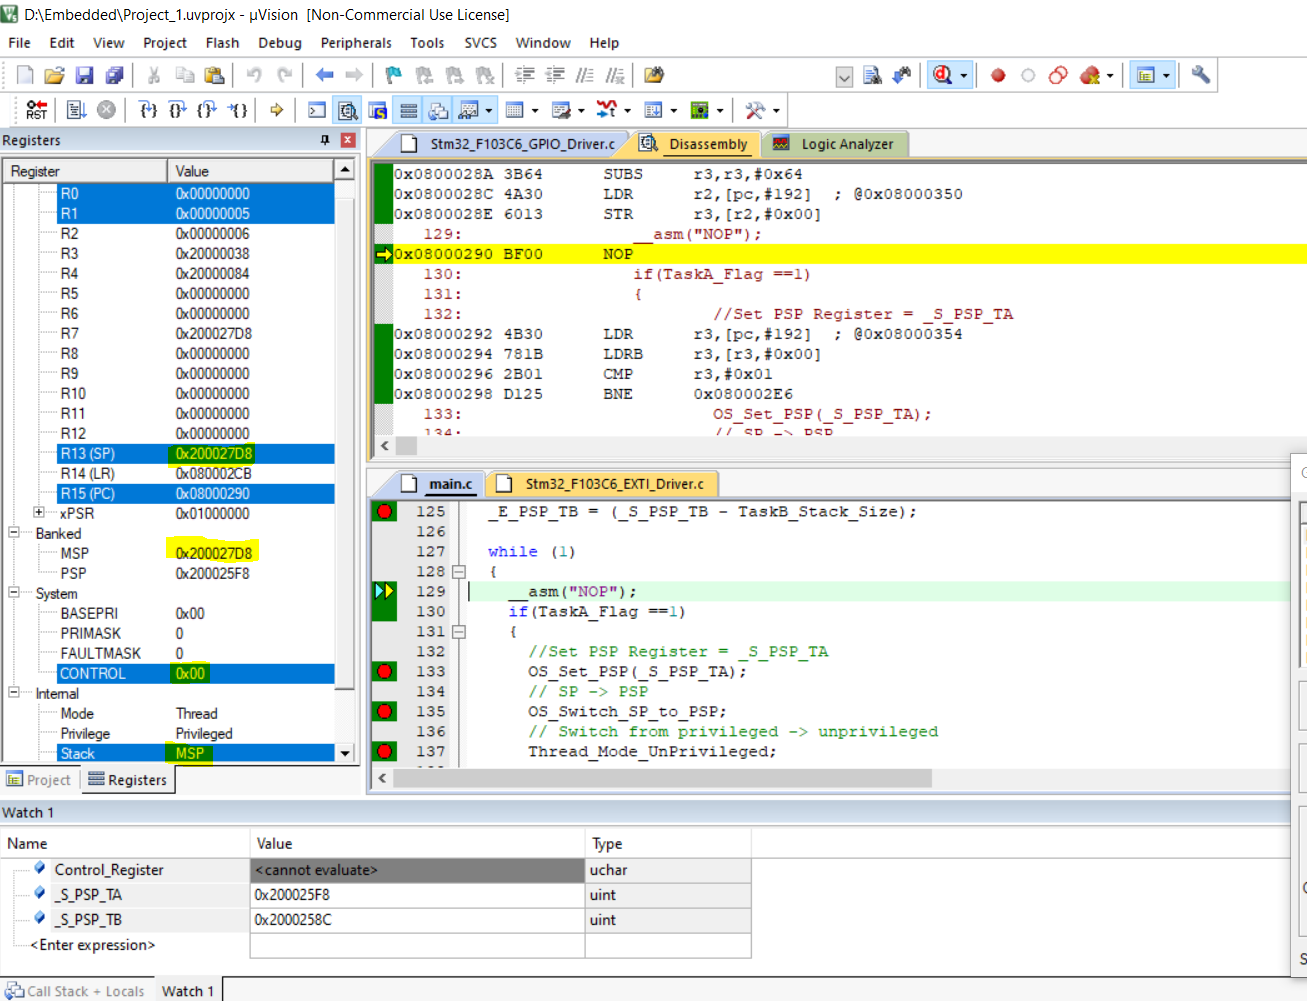 D:\Embedded\Project_1.uvprojx - µVision [Non-Commercial Use License]
File Edit View Project Flash Debug Peripherals Tools SVCS Window Help
RST
Registers
Register Value
R0 0x00000000
R1 0x00000005
R2 0x00000006
R3 0x20000038
R4 0x20000084
R5 0x00000000
R6 0x00000000
R7 0x200027D8
R8 0x00000000
R9 0x00000000
R10 0x00000000
R11 0x00000000
R12 0x00000000
R13 (SP) 0x200027D8
R14 (LR) 0x080002CB
R15 (PC) 0x08000290
xPSR 0x01000000
Banked
MSP 0x200027D8
PSP 0x200025F8
System
BASEPRI 0x00
PRIMASK 0
FAULTMASK 0
CONTROL 0x00
Internal
Mode Thread
Privilege Privileged
Stack MSP
Project Registers
Stm32_F103C6_GPIO_Driver.c Disassembly Logic Analyzer
0x0800028A 3B64 SUBS r3,r3,#0x64
0x0800028C 4A30 LDR r2,[pc,#192] ; @0x08000350
0x0800028E 6013 STR r3,[r2,#0x00]
129: __asm("NOP");
0x08000290 BF00 NOP
130: if(TaskA_Flag ==1)
131: {
132: //Set PSP Register = _S_PSP_TA
0x08000292 4B30 LDR r3,[pc,#192] ; @0x08000354
0x08000294 781B LDRB r3,[r3,#0x00]
0x08000296 2B01 CMP r3,#0x01
0x08000298 D125 BNE 0x080002E6
133: OS_Set_PSP(_S_PSP_TA);
134: // SP -> PSP
main.c Stm32_F103C6_EXTI_Driver.c
125 _E_PSP_TB = (_S_PSP_TB - TaskB_Stack_Size);
126
127 while (1)
128 {
129 __asm("NOP");
130 if(TaskA_Flag ==1)
131 {
132 //Set PSP Register = _S_PSP_TA
133 OS_Set_PSP(_S_PSP_TA);
134 // SP -> PSP
135 OS_Switch_SP_to_PSP;
136 // Switch from privileged -> unprivileged
137 Thread_Mode_UnPrivileged;
Watch 1
Name Value Type
Control_Register <cannot evaluate> uchar
_S_PSP_TA 0x200025F8 uint
_S_PSP_TB 0x2000258C uint
<Enter expression>
Call Stack + Locals Watch 1